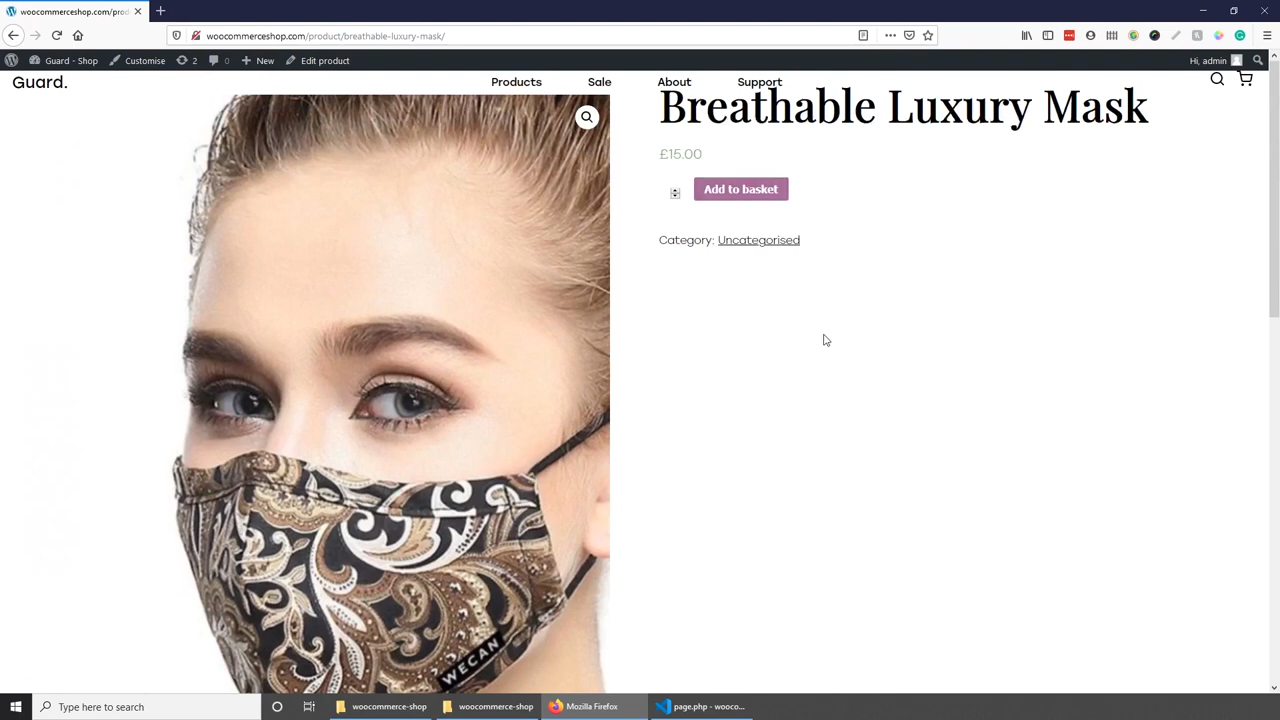 woocommerceshop.com/prod
woocommerceshop.com/product/breathable-luxury-mask/
Guard - Shop
Customise
2
0
New
Edit product
Hi, admin
Guard.
Products
Sale
About
Support
Breathable Luxury Mask
£15.00
Add to basket
Category: Uncategorised
WECAN
Type here to search
woocommerce-shop
woocommerce-shop
Mozilla Firefox
page.php - wooco...